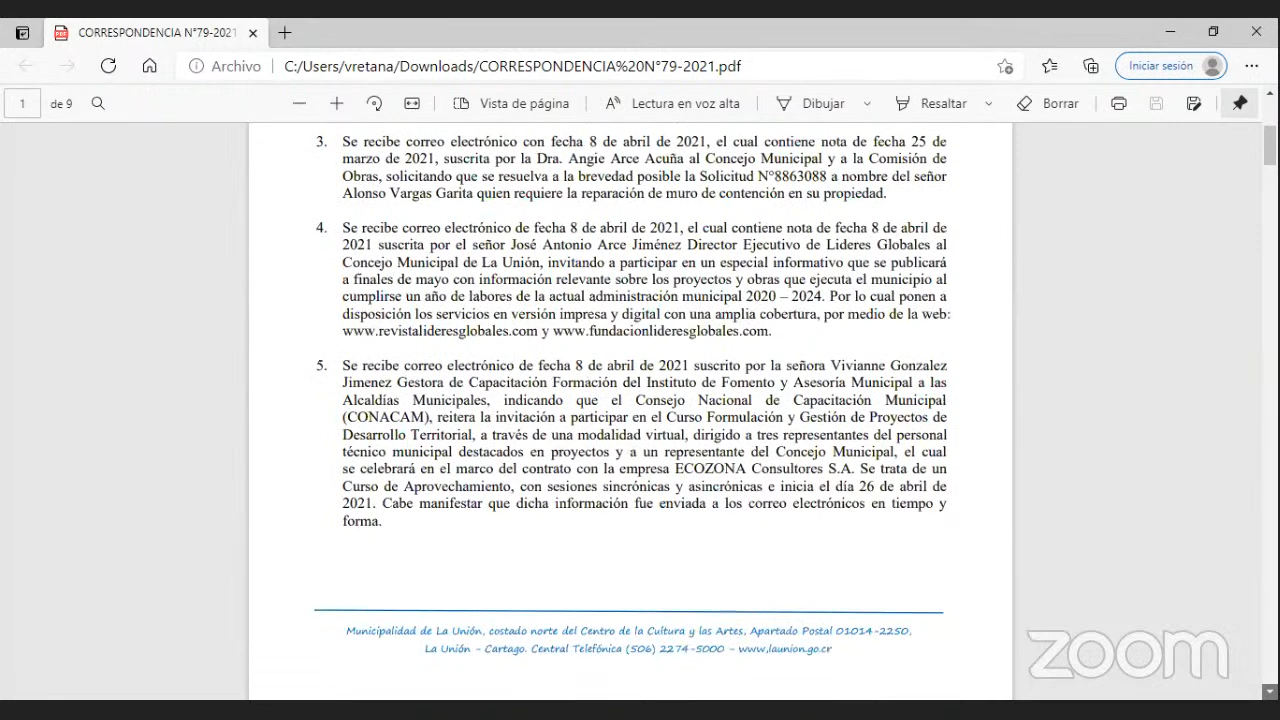 CORRESPONDENCIA N°79-2021
Archivo
C:/Users/vretana/Downloads/CORRESPONDENCIA%20N°79-2021.pdf
Iniciar sesión
1 de 9
Vista de página
Lectura en voz alta
Dibujar
Resaltar
Borrar
3. Se recibe correo electrónico con fecha 8 de abril de 2021, el cual contiene nota de fecha 25 de
marzo de 2021, suscrita por la Dra. Angie Arce Acuña al Concejo Municipal y a la Comisión de
Obras, solicitando que se resuelva a la brevedad posible la Solicitud N°8863088 a nombre del señor
Alonso Vargas Garita quien requiere la reparación de muro de contención en su propiedad.
4. Se recibe correo electrónico de fecha 8 de abril de 2021, el cual contiene nota de fecha 8 de abril de
2021 suscrita por el señor José Antonio Arce Jiménez Director Ejecutivo de Lideres Globales al
Concejo Municipal de La Unión, invitando a participar en un especial informativo que se publicará
a finales de mayo con información relevante sobre los proyectos y obras que ejecuta el municipio al
cumplirse un año de labores de la actual administración municipal 2020 – 2024. Por lo cual ponen a
disposición los servicios en versión impresa y digital con una amplia cobertura, por medio de la web:
www.revistalideresglobales.com y www.fundacionlideresglobales.com.
5. Se recibe correo electrónico de fecha 8 de abril de 2021 suscrito por la señora Vivianne Gonzalez
Jimenez Gestora de Capacitación Formación del Instituto de Fomento y Asesoría Municipal a las
Alcaldías Municipales, indicando que el Consejo Nacional de Capacitación Municipal
(CONACAM), reitera la invitación a participar en el Curso Formulación y Gestión de Proyectos de
Desarrollo Territorial, a través de una modalidad virtual, dirigido a tres representantes del personal
técnico municipal destacados en proyectos y a un representante del Concejo Municipal, el cual
se celebrará en el marco del contrato con la empresa ECOZONA Consultores S.A. Se trata de un
Curso de Aprovechamiento, con sesiones sincrónicas y asincrónicas e inicia el día 26 de abril de
2021. Cabe manifestar que dicha información fue enviada a los correo electrónicos en tiempo y
forma.
Municipalidad de La Unión, costado norte del Centro de la Cultura y las Artes, Apartado Postal 01014-2250,
La Unión - Cartago. Central Telefónica (506) 2274-5000 - www,launion.go.cr
zoom